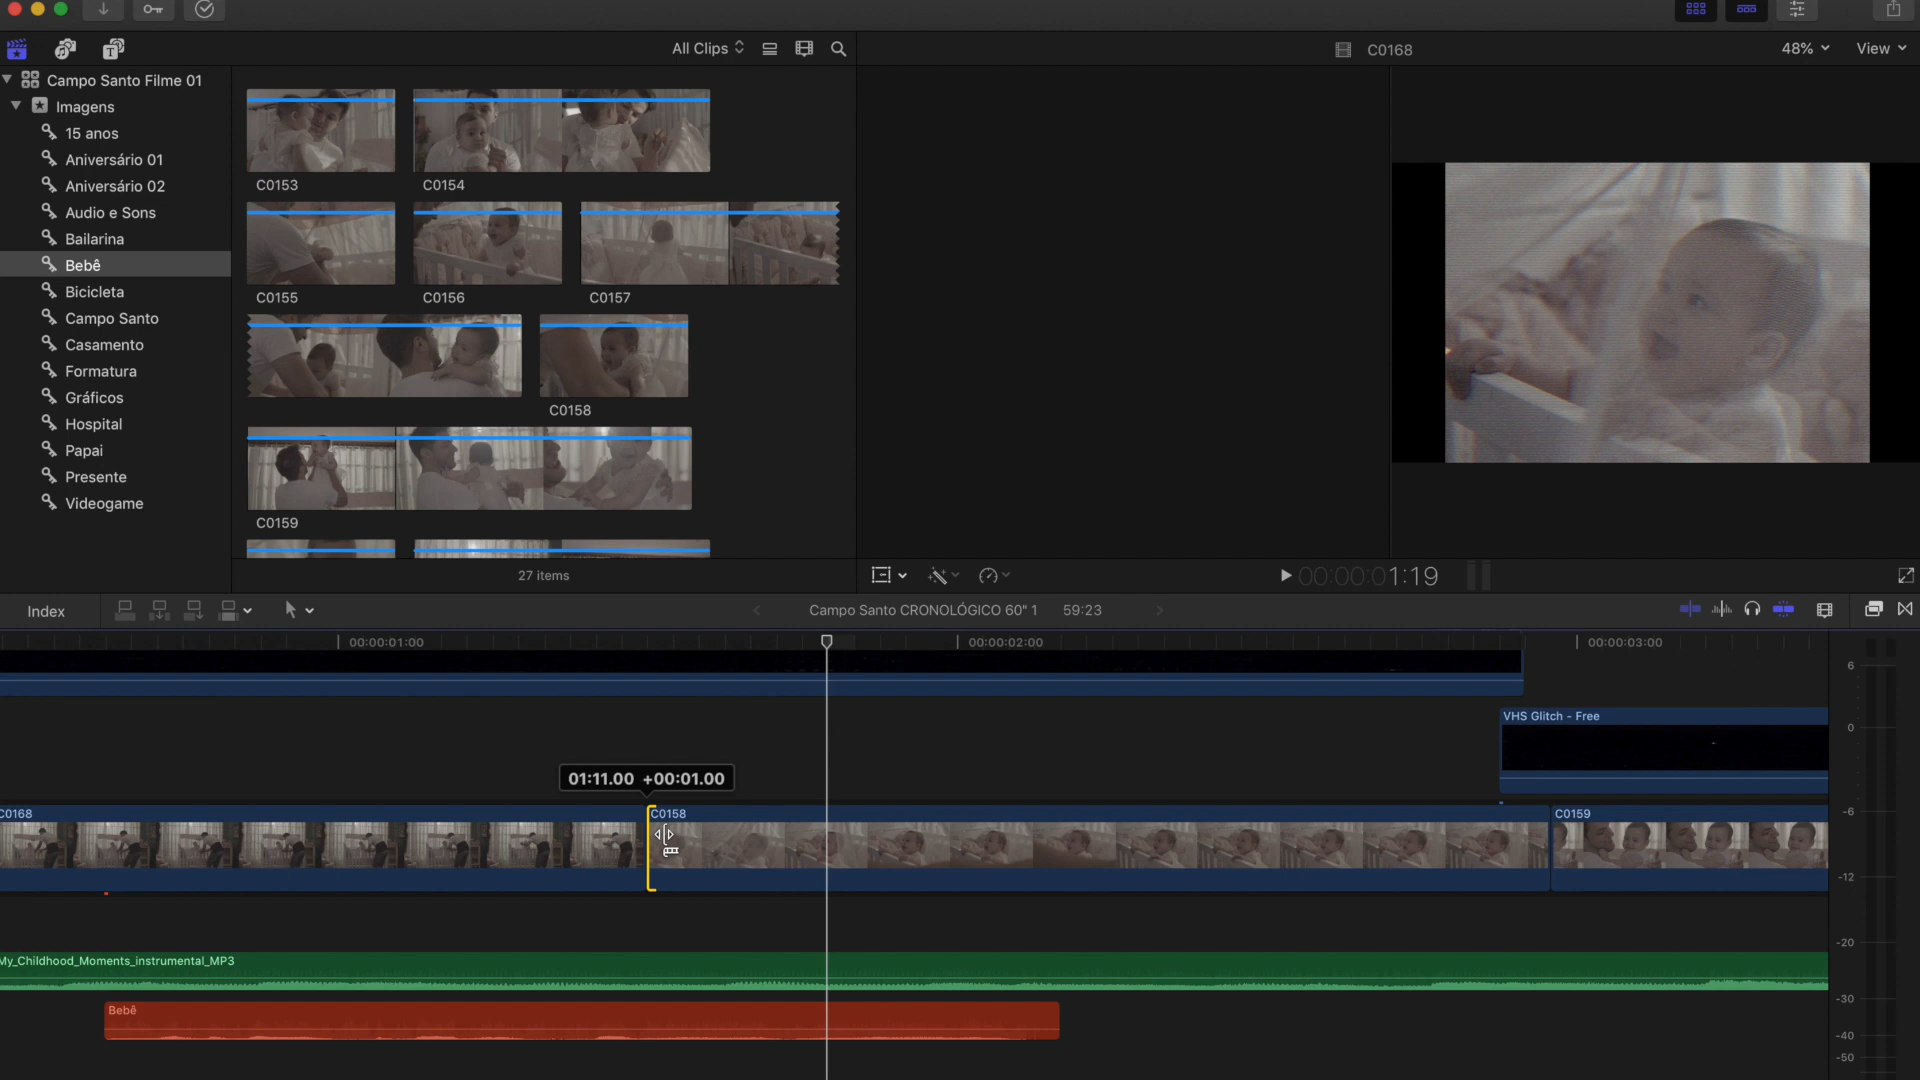 All Clips
C0168
48%
View
Campo Santo Filme 01
Imagens
15 anos
Aniversário 01
Aniversário 02
Audio e Sons
Bailarina
Bebê
Bicicleta
Campo Santo
Casamento
Formatura
Gráficos
Hospital
Papai
Presente
Videogame
C0153
C0154
C0155
C0156
C0157
C0158
C0159
27 items
00:00:01:19
Index
Campo Santo CRONOLÓGICO 60" 1
59:23
00:00:01:00
00:00:02:00
00:00:03:00
VHS Glitch - Free
01:11.00 +00:01.00
C0168
C0158
C0159
My_Childhood_Moments_instrumental_MP3
Bebê
6
0
-6
-12
-20
-30
-40
-50